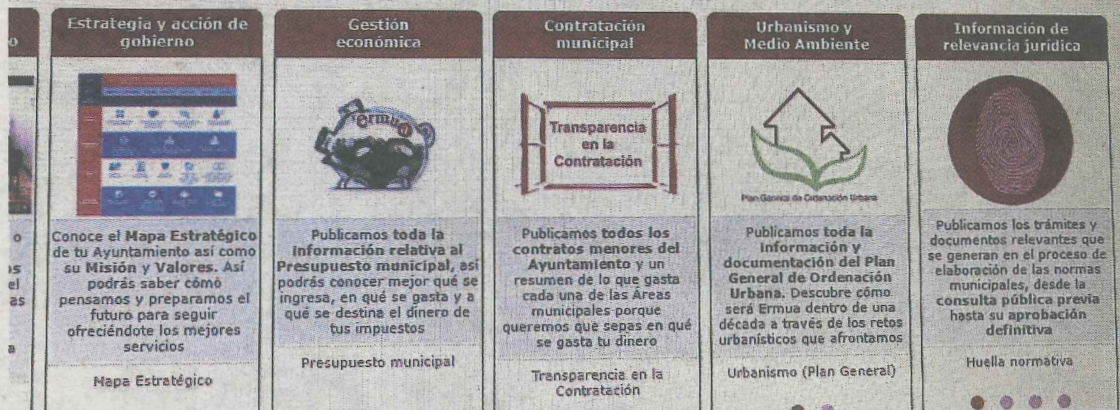 Estrategia y acción de
gobierno
Conoce el Mapa Estratégico
de tu Ayuntamiento así como
su Misión y Valores. Así
podrás saber cómo
pensamos y preparamos el
futuro para seguir
ofreciéndote los mejores
servicios
Mapa Estratégico
Gestión
económica
ermua
Publicamos toda la
información relativa al
Presupuesto municipal, así
podrás conocer mejor qué se
ingresa, en qué se gasta y a
qué se destina el dinero de
tus impuestos
Presupuesto municipal
Contratación
municipal
Transparencia
en la
Contratación
Publicamos todos los
contratos menores del
Ayuntamiento y un
resumen de lo que gasta
cada una de las Áreas
municipales porque
queremos que sepas en qué
se gasta tu dinero
Transparencia en la
Contratación
Urbanismo y
Medio Ambiente
Plan General de Ordenación Urbana
Publicamos toda la
información y
documentación del Plan
General de Ordenación
Urbana. Descubre cómo
será Ermua dentro de una
década a través de los retos
urbanísticos que afrontamos
Urbanismo (Plan General)
Información de
relevancia jurídica
Publicamos los trámites y
documentos relevantes que
se generan en el proceso de
elaboración de las normas
municipales, desde la
consulta pública previa
hasta su aprobación
definitiva
Huella normativa